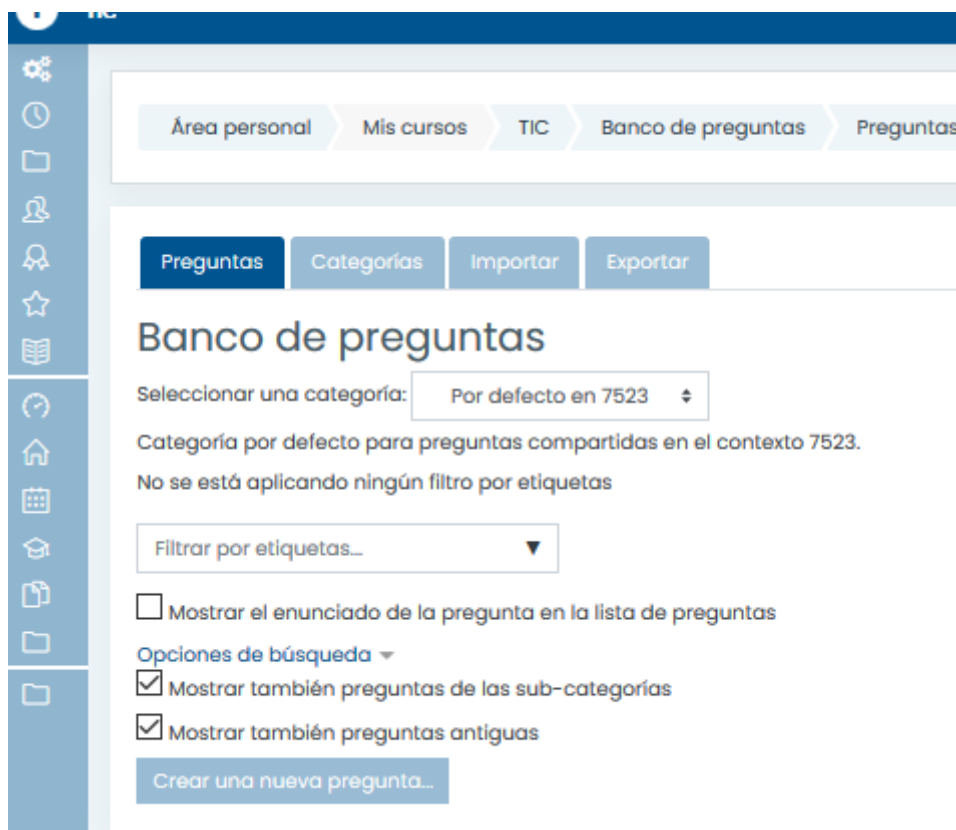 Área personal Mis cursos TIC Banco de preguntas Preguntas
Preguntas Categorías Importar Exportar
Banco de preguntas
Seleccionar una categoría: Por defecto en 7523
Categoría por defecto para preguntas compartidas en el contexto 7523.
No se está aplicando ningún filtro por etiquetas
Filtrar por etiquetas...
Mostrar el enunciado de la pregunta en la lista de preguntas
Opciones de búsqueda
Mostrar también preguntas de las sub-categorías
Mostrar también preguntas antiguas
Crear una nueva pregunta...